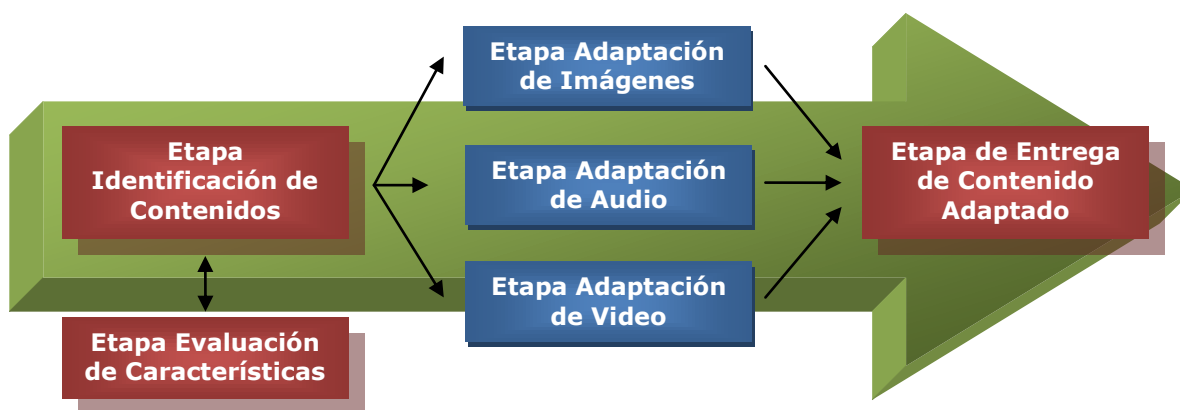 Etapa
Identificación de
Contenidos
Etapa Evaluación
de Características
Etapa Adaptación
de Imágenes
Etapa Adaptación
de Audio
Etapa Adaptación
de Video
Etapa de Entrega
de Contenido
Adaptado